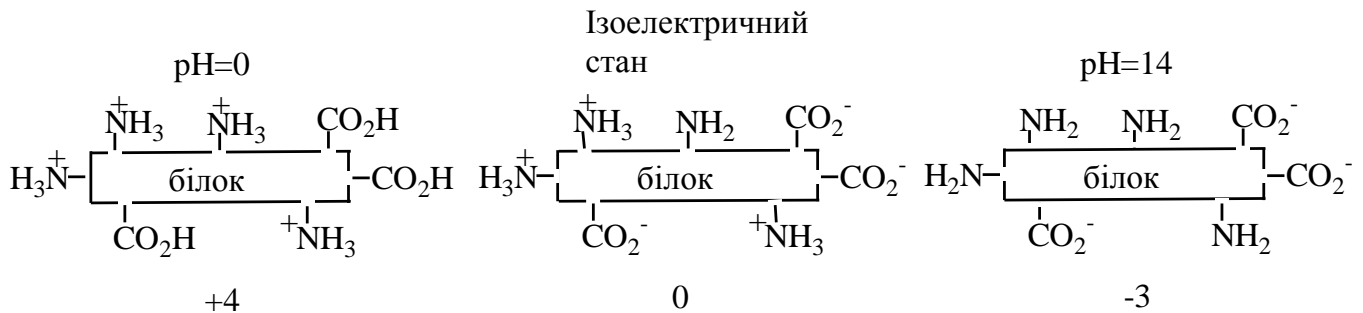 Ізоелектричний
стан
pH=0
pH=14
+NH3 +NH3 CO2H
H3N+ білок CO2H
CO2H +NH3
+4
+NH3 NH2 CO2-
H3N+ білок CO2-
CO2- +NH3
0
NH2 NH2 CO2-
H2N білок CO2-
CO2- NH2
-3